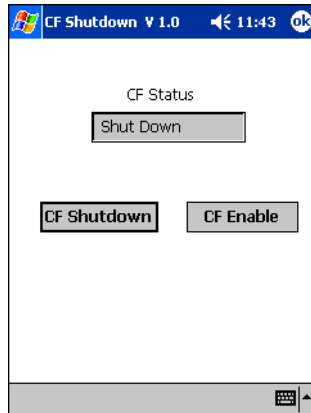 CF Shutdown V 1.0 11:43 ok
CF Status
Shut Down
CF Shutdown CF Enable